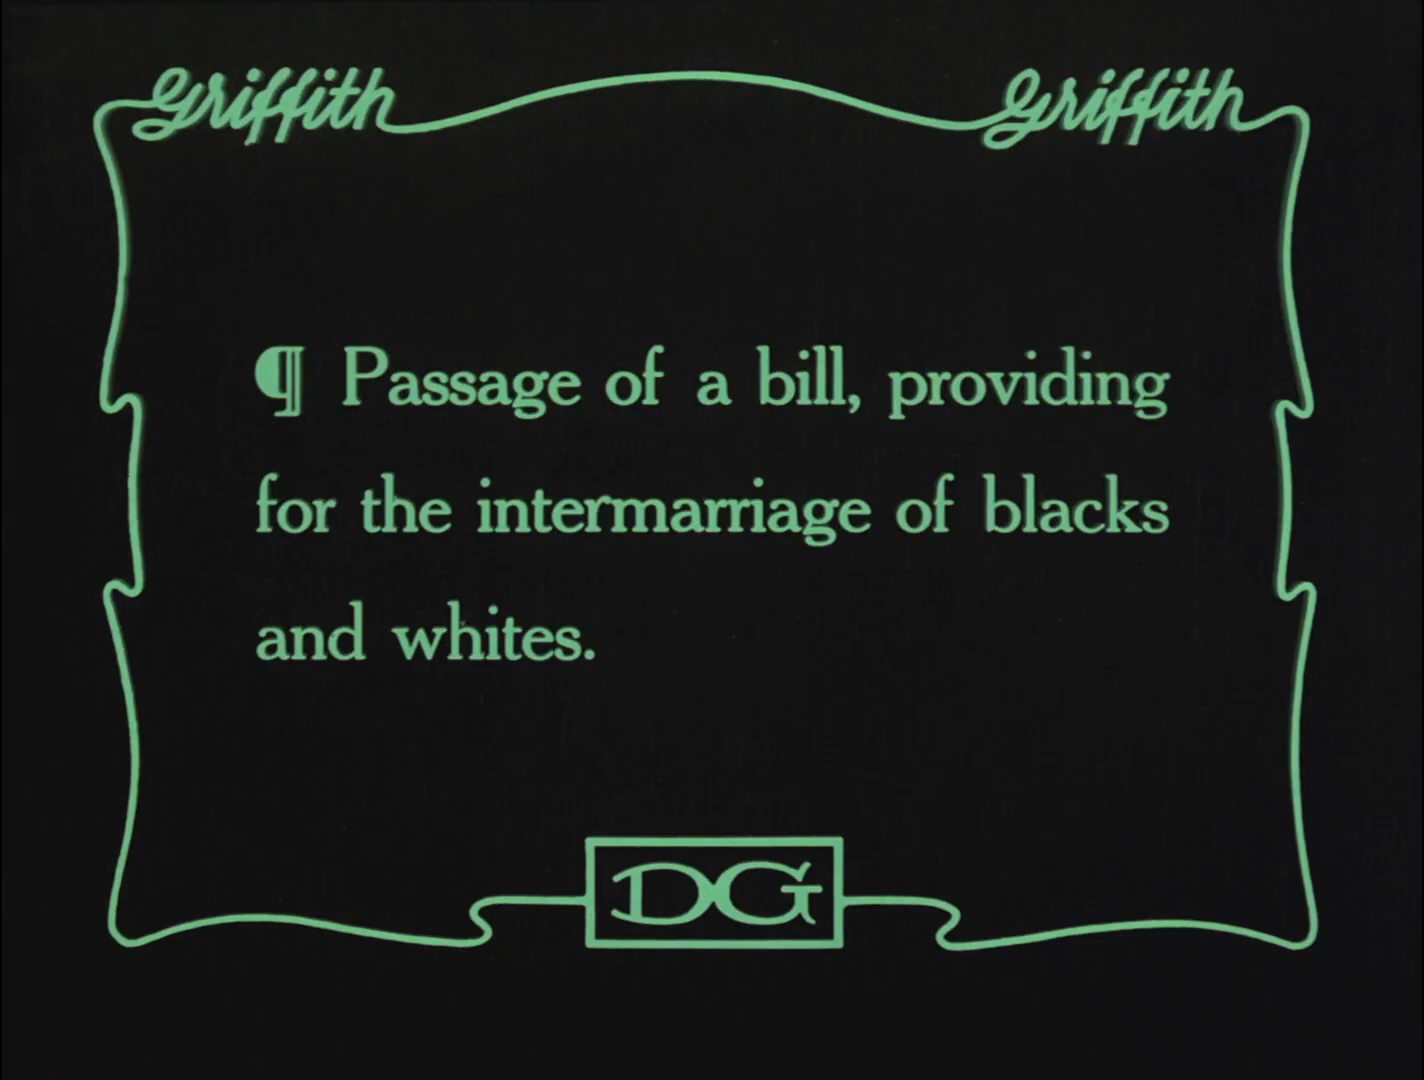 Griffith Griffith
¶ Passage of a bill, providing
for the intermarriage of blacks
and whites.
DG